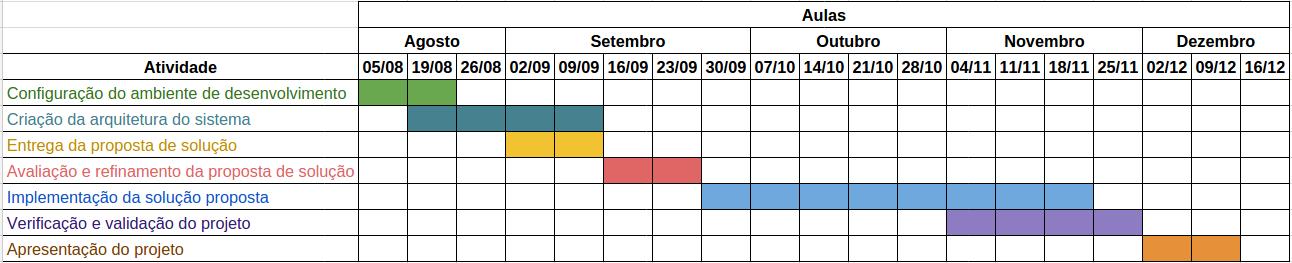 Aulas
Agosto Setembro Outubro Novembro Dezembro
Atividade 05/08 19/08 26/08 02/09 09/09 16/09 23/09 30/09 07/10 14/10 21/10 28/10 04/11 11/11 18/11 25/11 02/12 09/12 16/12
Configuração do ambiente de desenvolvimento
Criação da arquitetura do sistema
Entrega da proposta de solução
Avaliação e refinamento da proposta de solução
Implementação da solução proposta
Verificação e validação do projeto
Apresentação do projeto